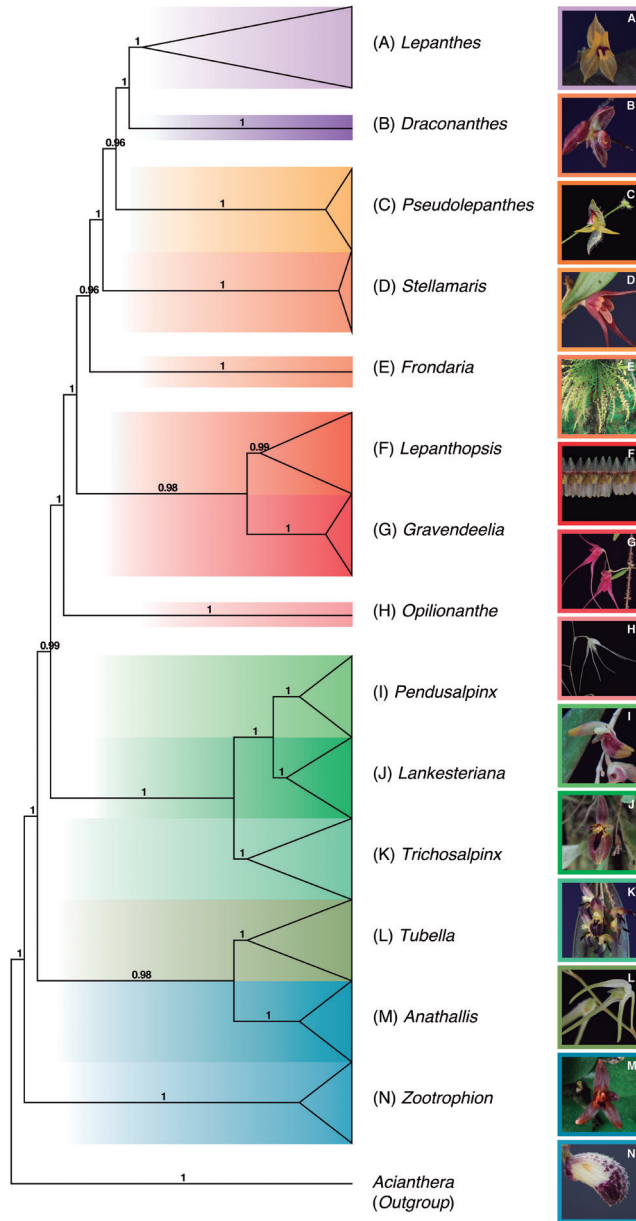 A
1
(A) Lepanthes
1
B
1
(B) Draconanthes
0.96
C
1
(C) Pseudolepanthes
1
D
1
(D) Stellamaris
0.96
E
1
(E) Frondaria
1
F
0.99
(F) Lepanthopsis
0.98
1
G
(G) Gravendeelia
1
H
1
(H) Opilionanthe
0.99
I
1
(I) Pendusalpinx
1
J
1
(J) Lankesteriana
1
K
1
(K) Trichosalpinx
1
L
1
(L) Tubella
0.98
M
1
(M) Anathallis
N
1
(N) Zootrophion
1
Acianthera
(Outgroup)